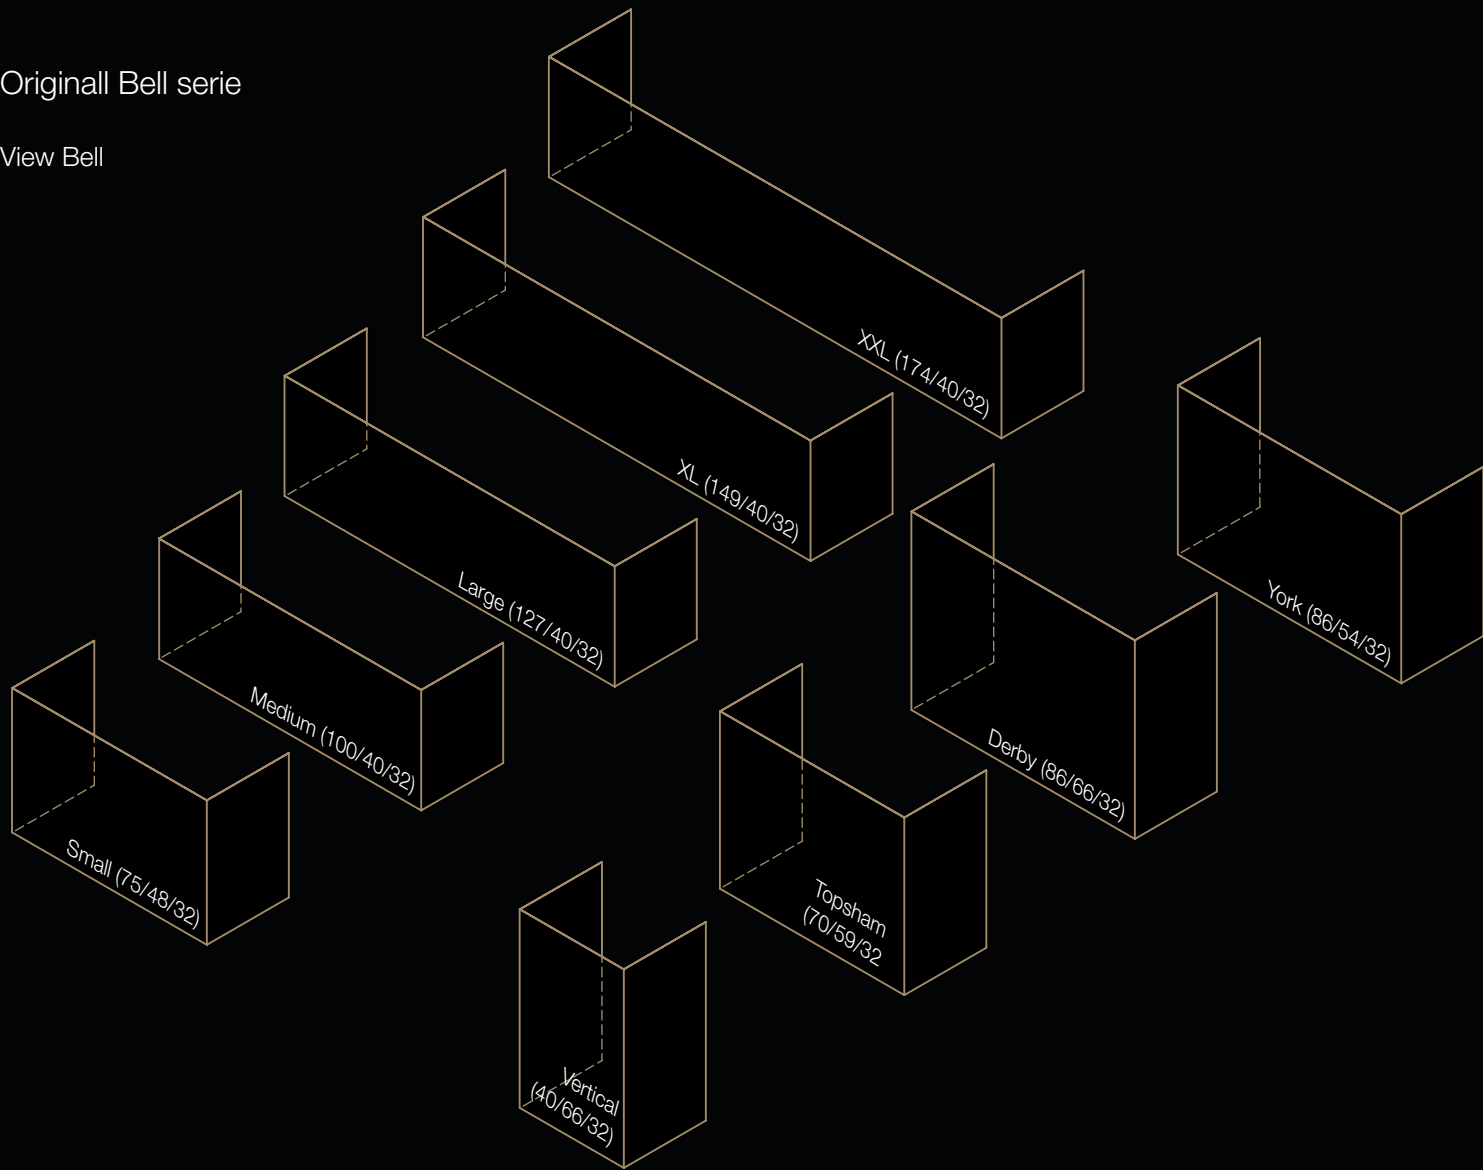 Originall Bell serie
View Bell
XXL (174/40/32)
XL (149/40/32)
Large (127/40/32)
Medium (100/40/32)
Small (75/48/32)
York (86/54/32)
Derby (86/66/32)
Topsham
(70/59/32
Vertical
(40/66/32)